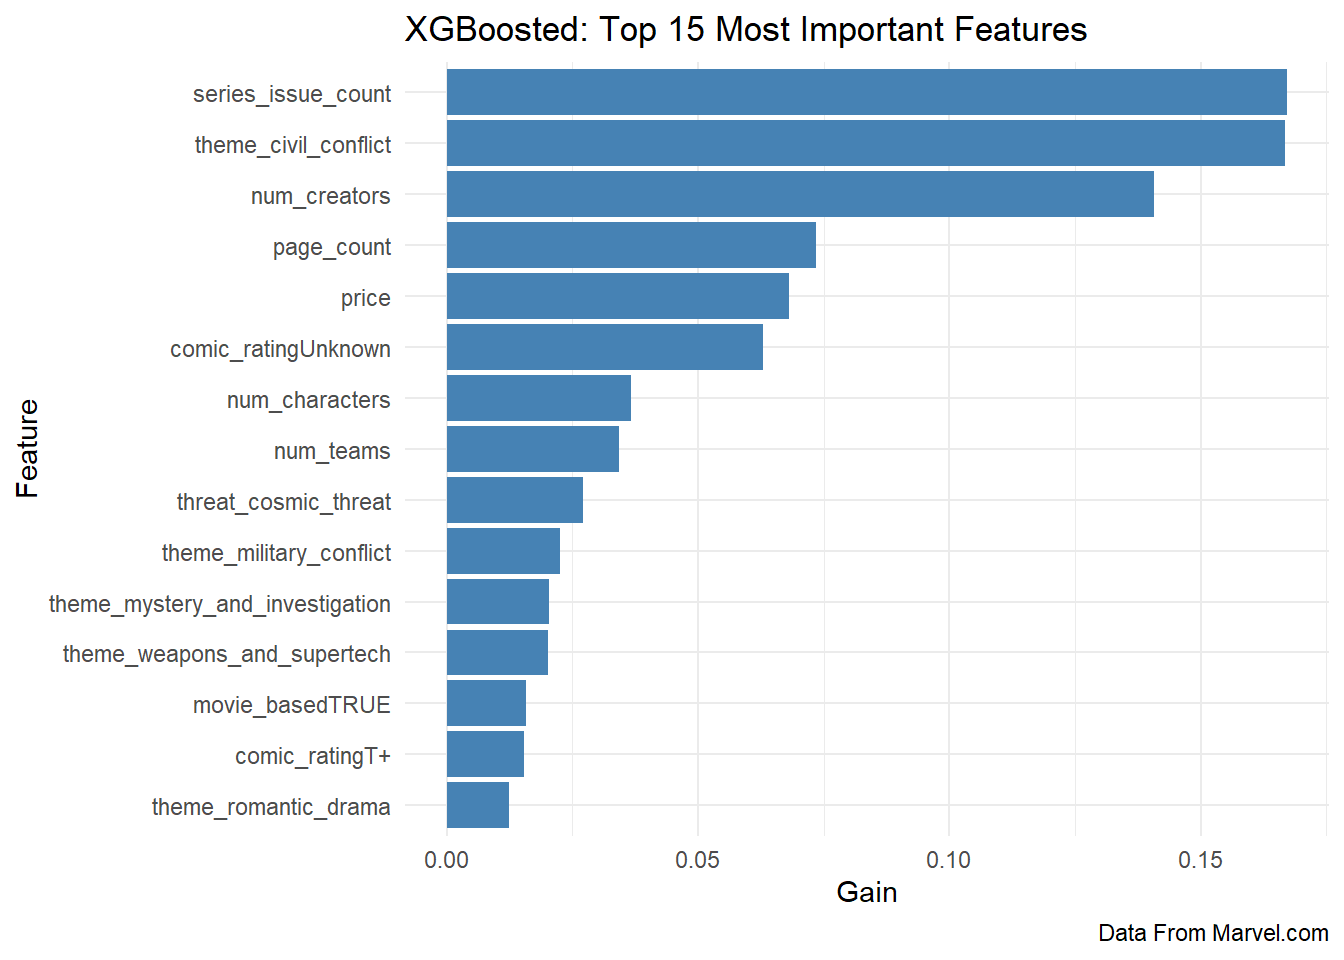 XGBoosted: Top 15 Most Important Features
series_issue_count
theme_civil_conflict
num_creators
page_count
price
comic_ratingUnknown
num_characters
num_teams
threat_cosmic_threat
theme_military_conflict
theme_mystery_and_investigation
theme_weapons_and_supertech
movie_basedTRUE
comic_ratingT+
theme_romantic_drama
Feature
0.00 0.05 0.10 0.15
Gain
Data From Marvel.com